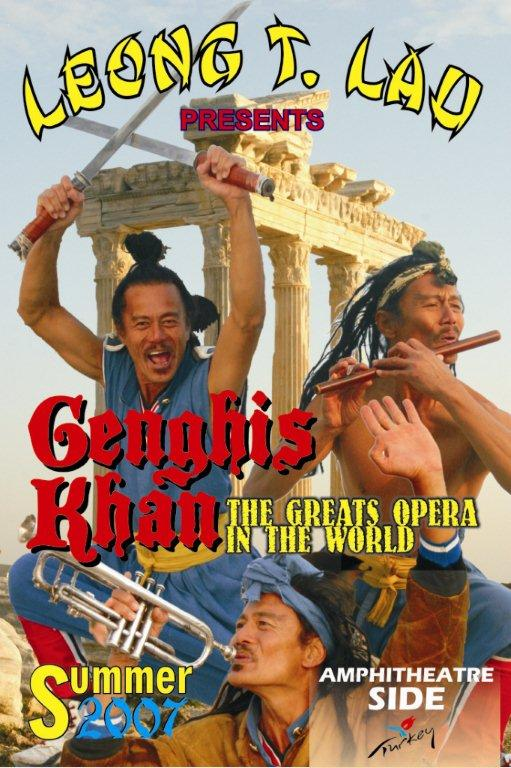 LEONG T. LAU
PRESENTS
Genghis
Khan
THE GREATS OPERA
IN THE WORLD
Summer
2007
AMPHITHEATRE
SIDE
Turkey